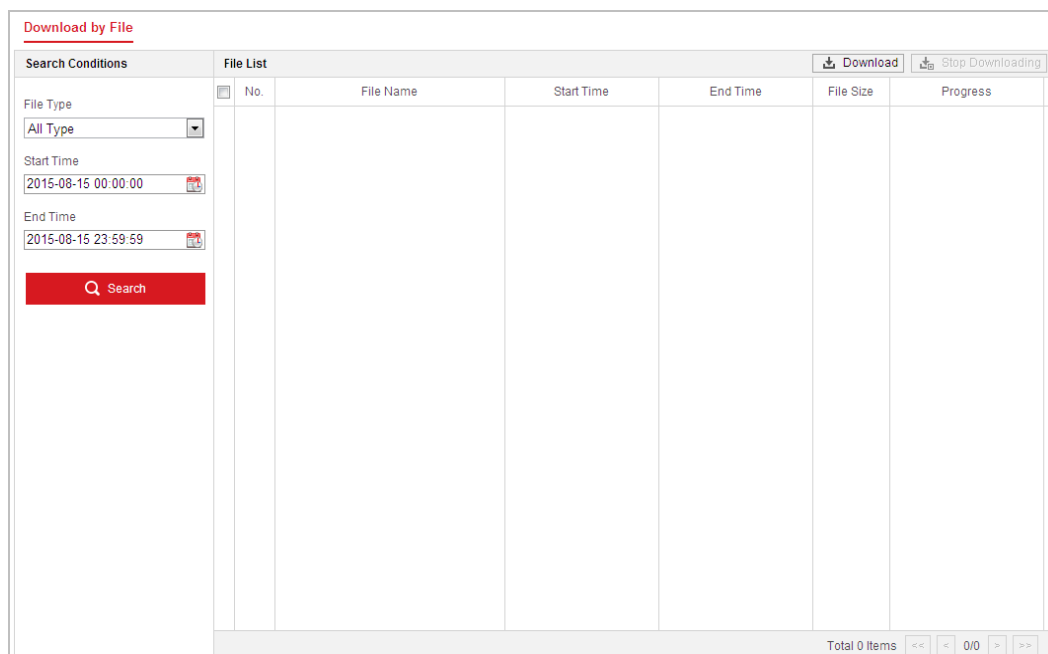 Download by File
Search Conditions
File List
Download
Stop Downloading
No.
File Name
Start Time
End Time
File Size
Progress
File Type
All Type
Start Time
2015-08-15 00:00:00
End Time
2015-08-15 23:59:59
Search
Total 0 Items << < 0/0 > >>